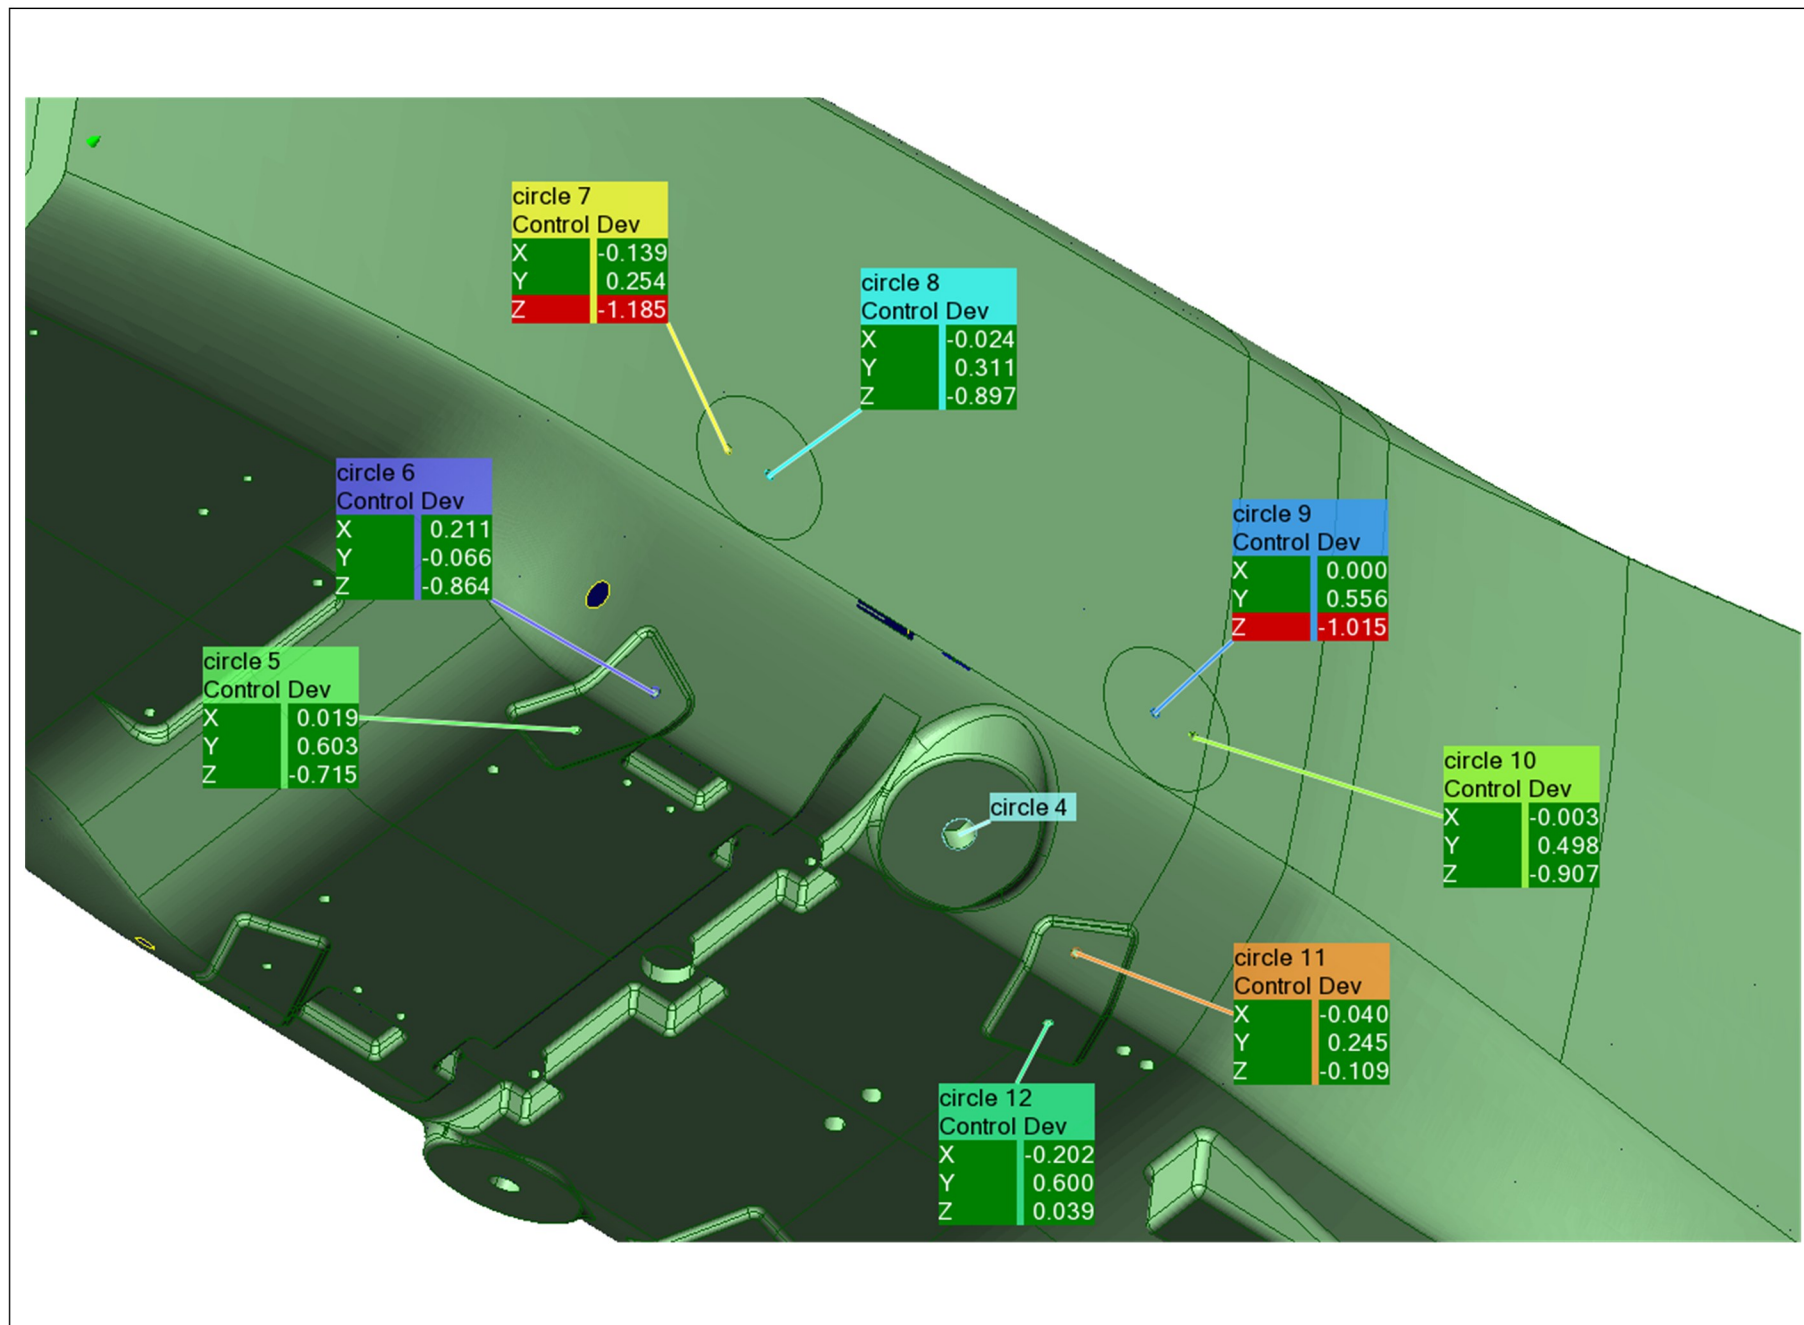 circle 7
Control Dev
X -0.139
Y 0.254
Z -1.185
circle 8
Control Dev
X -0.024
Y 0.311
Z -0.897
circle 6
Control Dev
X 0.211
Y -0.066
Z -0.864
circle 9
Control Dev
X 0.000
Y 0.556
Z -1.015
circle 5
Control Dev
X 0.019
Y 0.603
Z -0.715
circle 10
Control Dev
X -0.003
Y 0.498
Z -0.907
circle 4
circle 11
Control Dev
X -0.040
Y 0.245
Z -0.109
circle 12
Control Dev
X -0.202
Y 0.600
Z 0.039